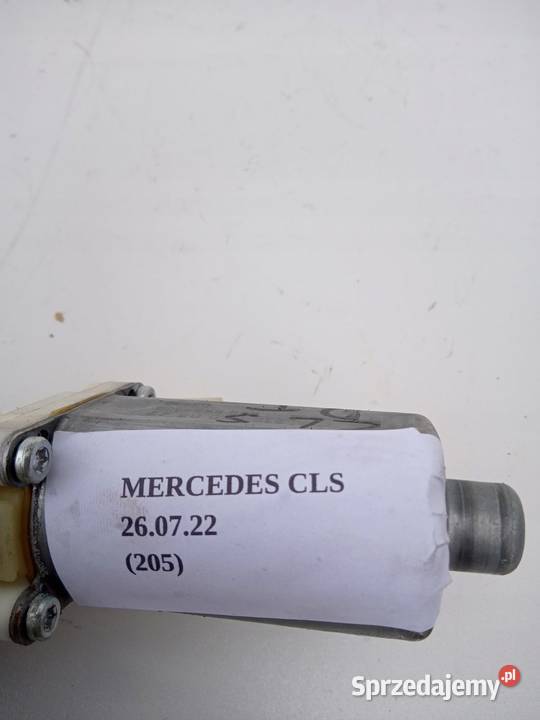 MERCEDES CLS
26.07.22
(205)
Sprzedajemy.pl